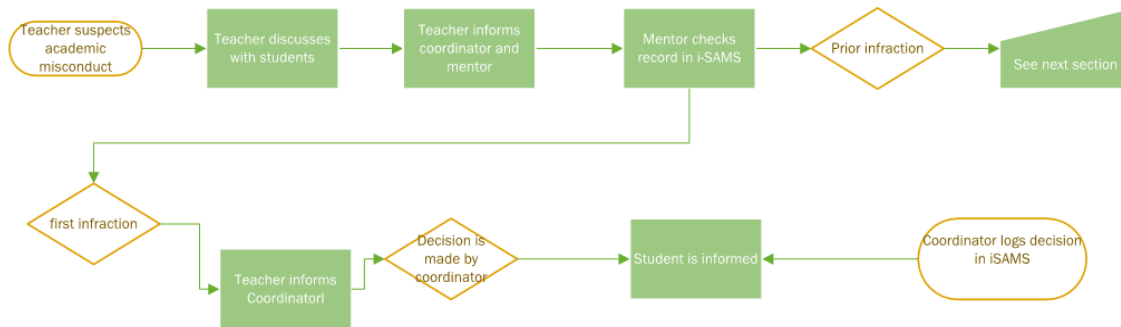 Teacher suspects
academic
misconduct
Teacher discusses
with students
Teacher informs
coordinator and
mentor
Mentor checks
record in i-SAMS
Prior infraction
See next section
first infraction
Teacher informs
CoordinatorI
Decision is
made by
coordinator
Student is informed
Coordinator logs decision
in iSAMS